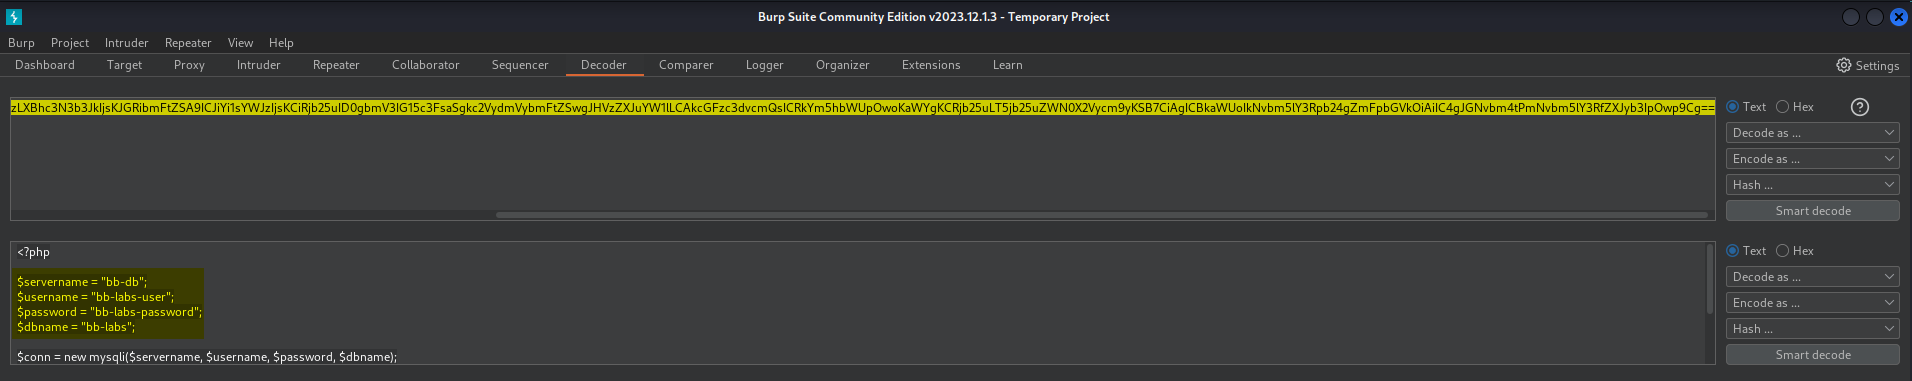 Burp Suite Community Edition v2023.12.1.3 - Temporary Project
Burp Project Intruder Repeater View Help
Dashboard Target Proxy Intruder Repeater Collaborator Sequencer Decoder Comparer Logger Organizer Extensions Learn Settings
zLXBhc3N3b3JkIjsKJGRibmFtZSA9ICJiYi1sYWJzIjsKCiRjb25uID0gbmV3IG15c3FsaSgkc2VydmVybmFtZSwgJHVzZXJuYW1lLCAkcGFzc3dvcmQsICRkYm5hbWUpOwoKaWYgKCRjb25uLT5jb25uZWN0X2Vycm9yKSB7CiAgICBkaWUoIkNvbm5lY3Rpb24gZmFpbGVkOiAiIC4gJGNvbm4tPmNvbm5lY3RfZXJyb3IpOwp9Cg==
Text Hex ?
Decode as ...
Encode as ...
Hash ...
Smart decode
<?php
$servername = "bb-db";
$username = "bb-labs-user";
$password = "bb-labs-password";
$dbname = "bb-labs";
$conn = new mysqli($servername, $username, $password, $dbname);
Text Hex
Decode as ...
Encode as ...
Hash ...
Smart decode